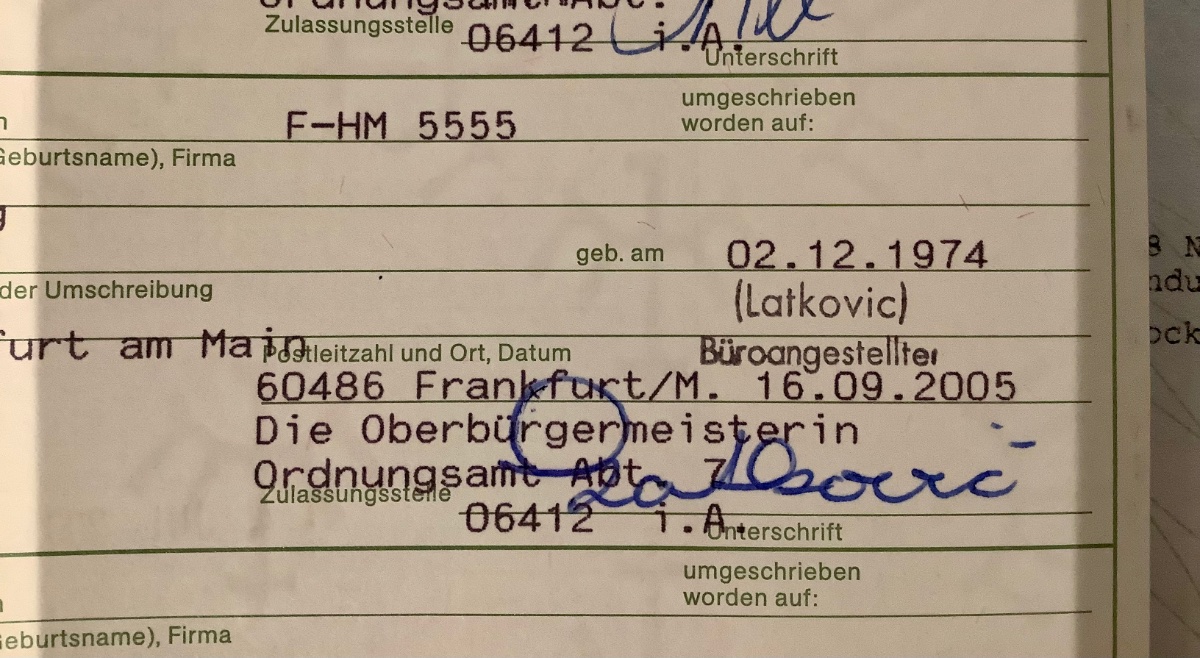 Zulassungsstelle 06412 i.A.
Unterschrift
umgeschrieben
worden auf:
F-HM 5555
Geburtsname), Firma
geb. am 02.12.1974
der Umschreibung
(Latkovic)
furt am Main
Postleitzahl und Ort, Datum
Büroangestellter
60486 Frankfurt/M. 16.09.2005
Die Oberbürgermeisterin
Ordnungsamt Abt. 7
Latkovic
Zulassungsstelle
06412 i.A.
Unterschrift
umgeschrieben
worden auf:
Geburtsname), Firma